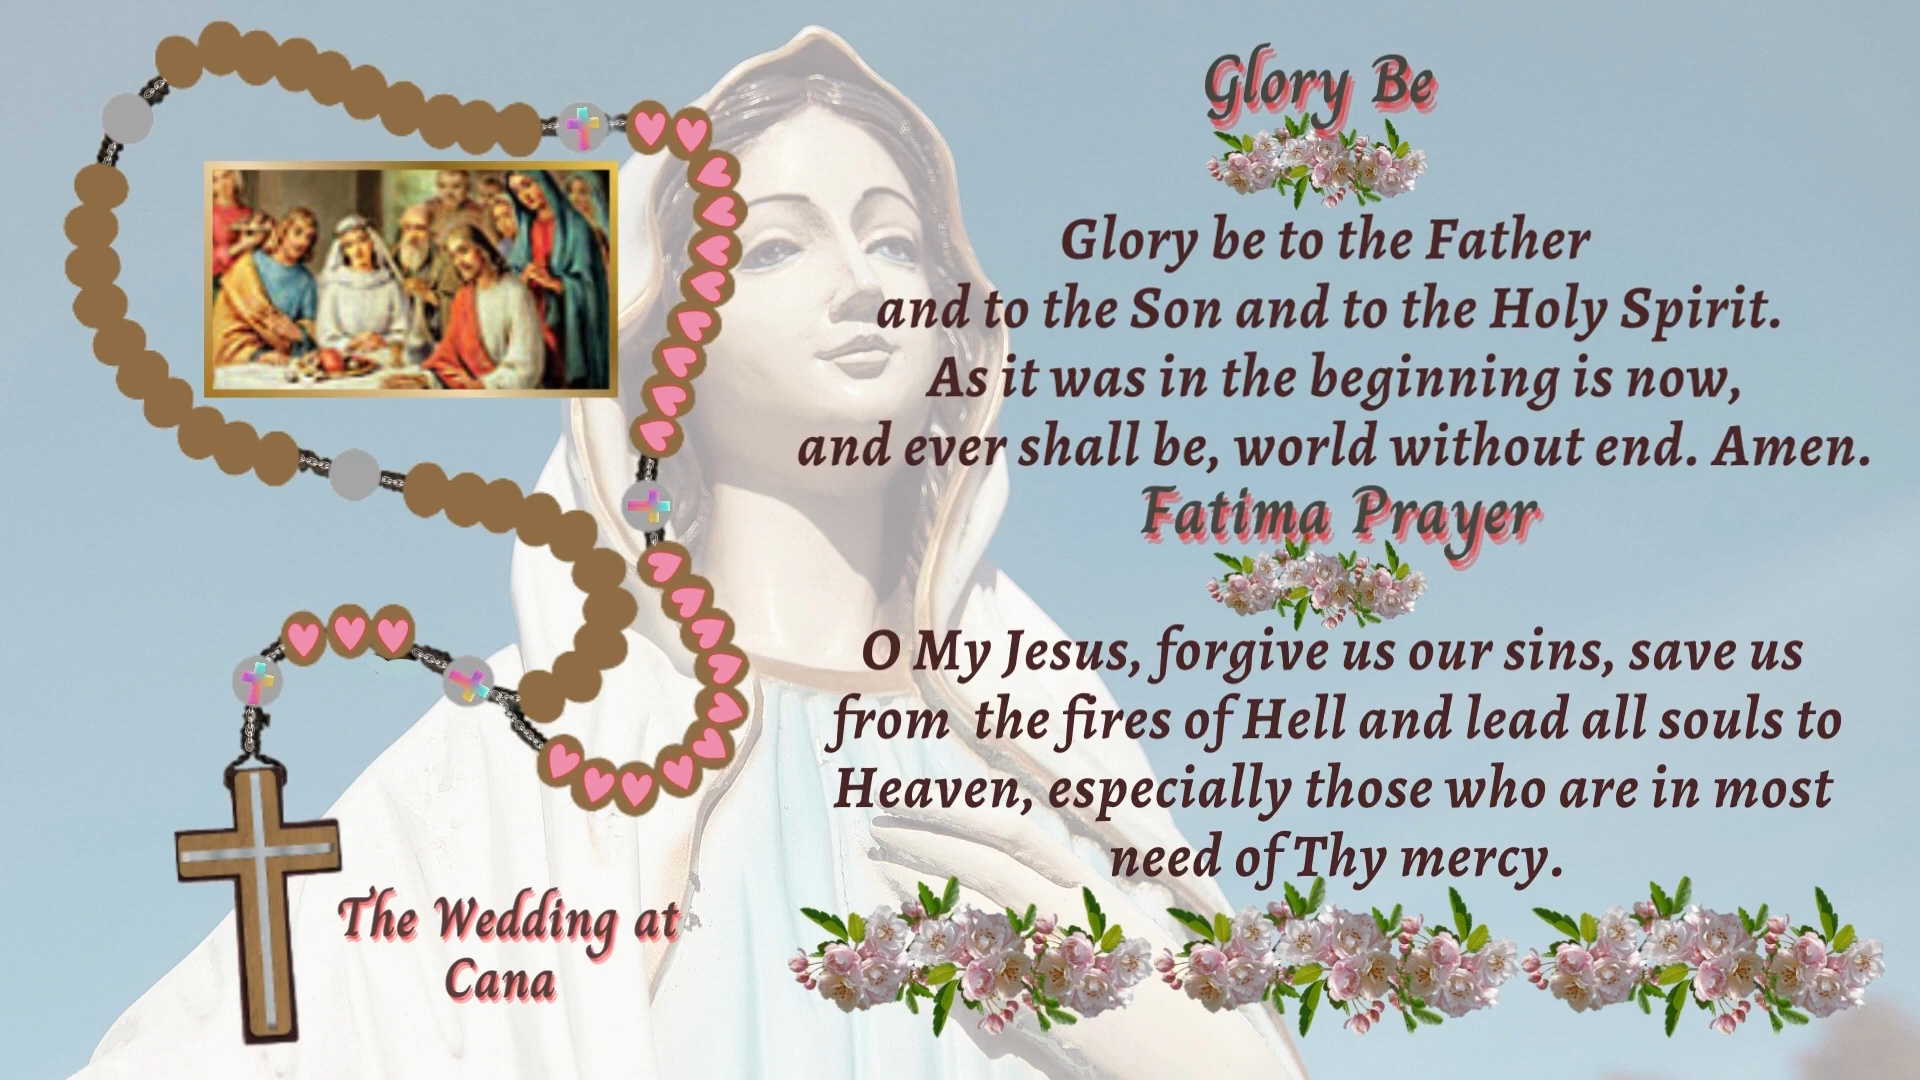 Glory Be
Glory be to the Father
and to the Son and to the Holy Spirit.
As it was in the beginning is now,
and ever shall be, world without end. Amen.
Fatima Prayer
O My Jesus, forgive us our sins, save us
from the fires of Hell and lead all souls to
Heaven, especially those who are in most
need of Thy mercy.
The Wedding at
Cana